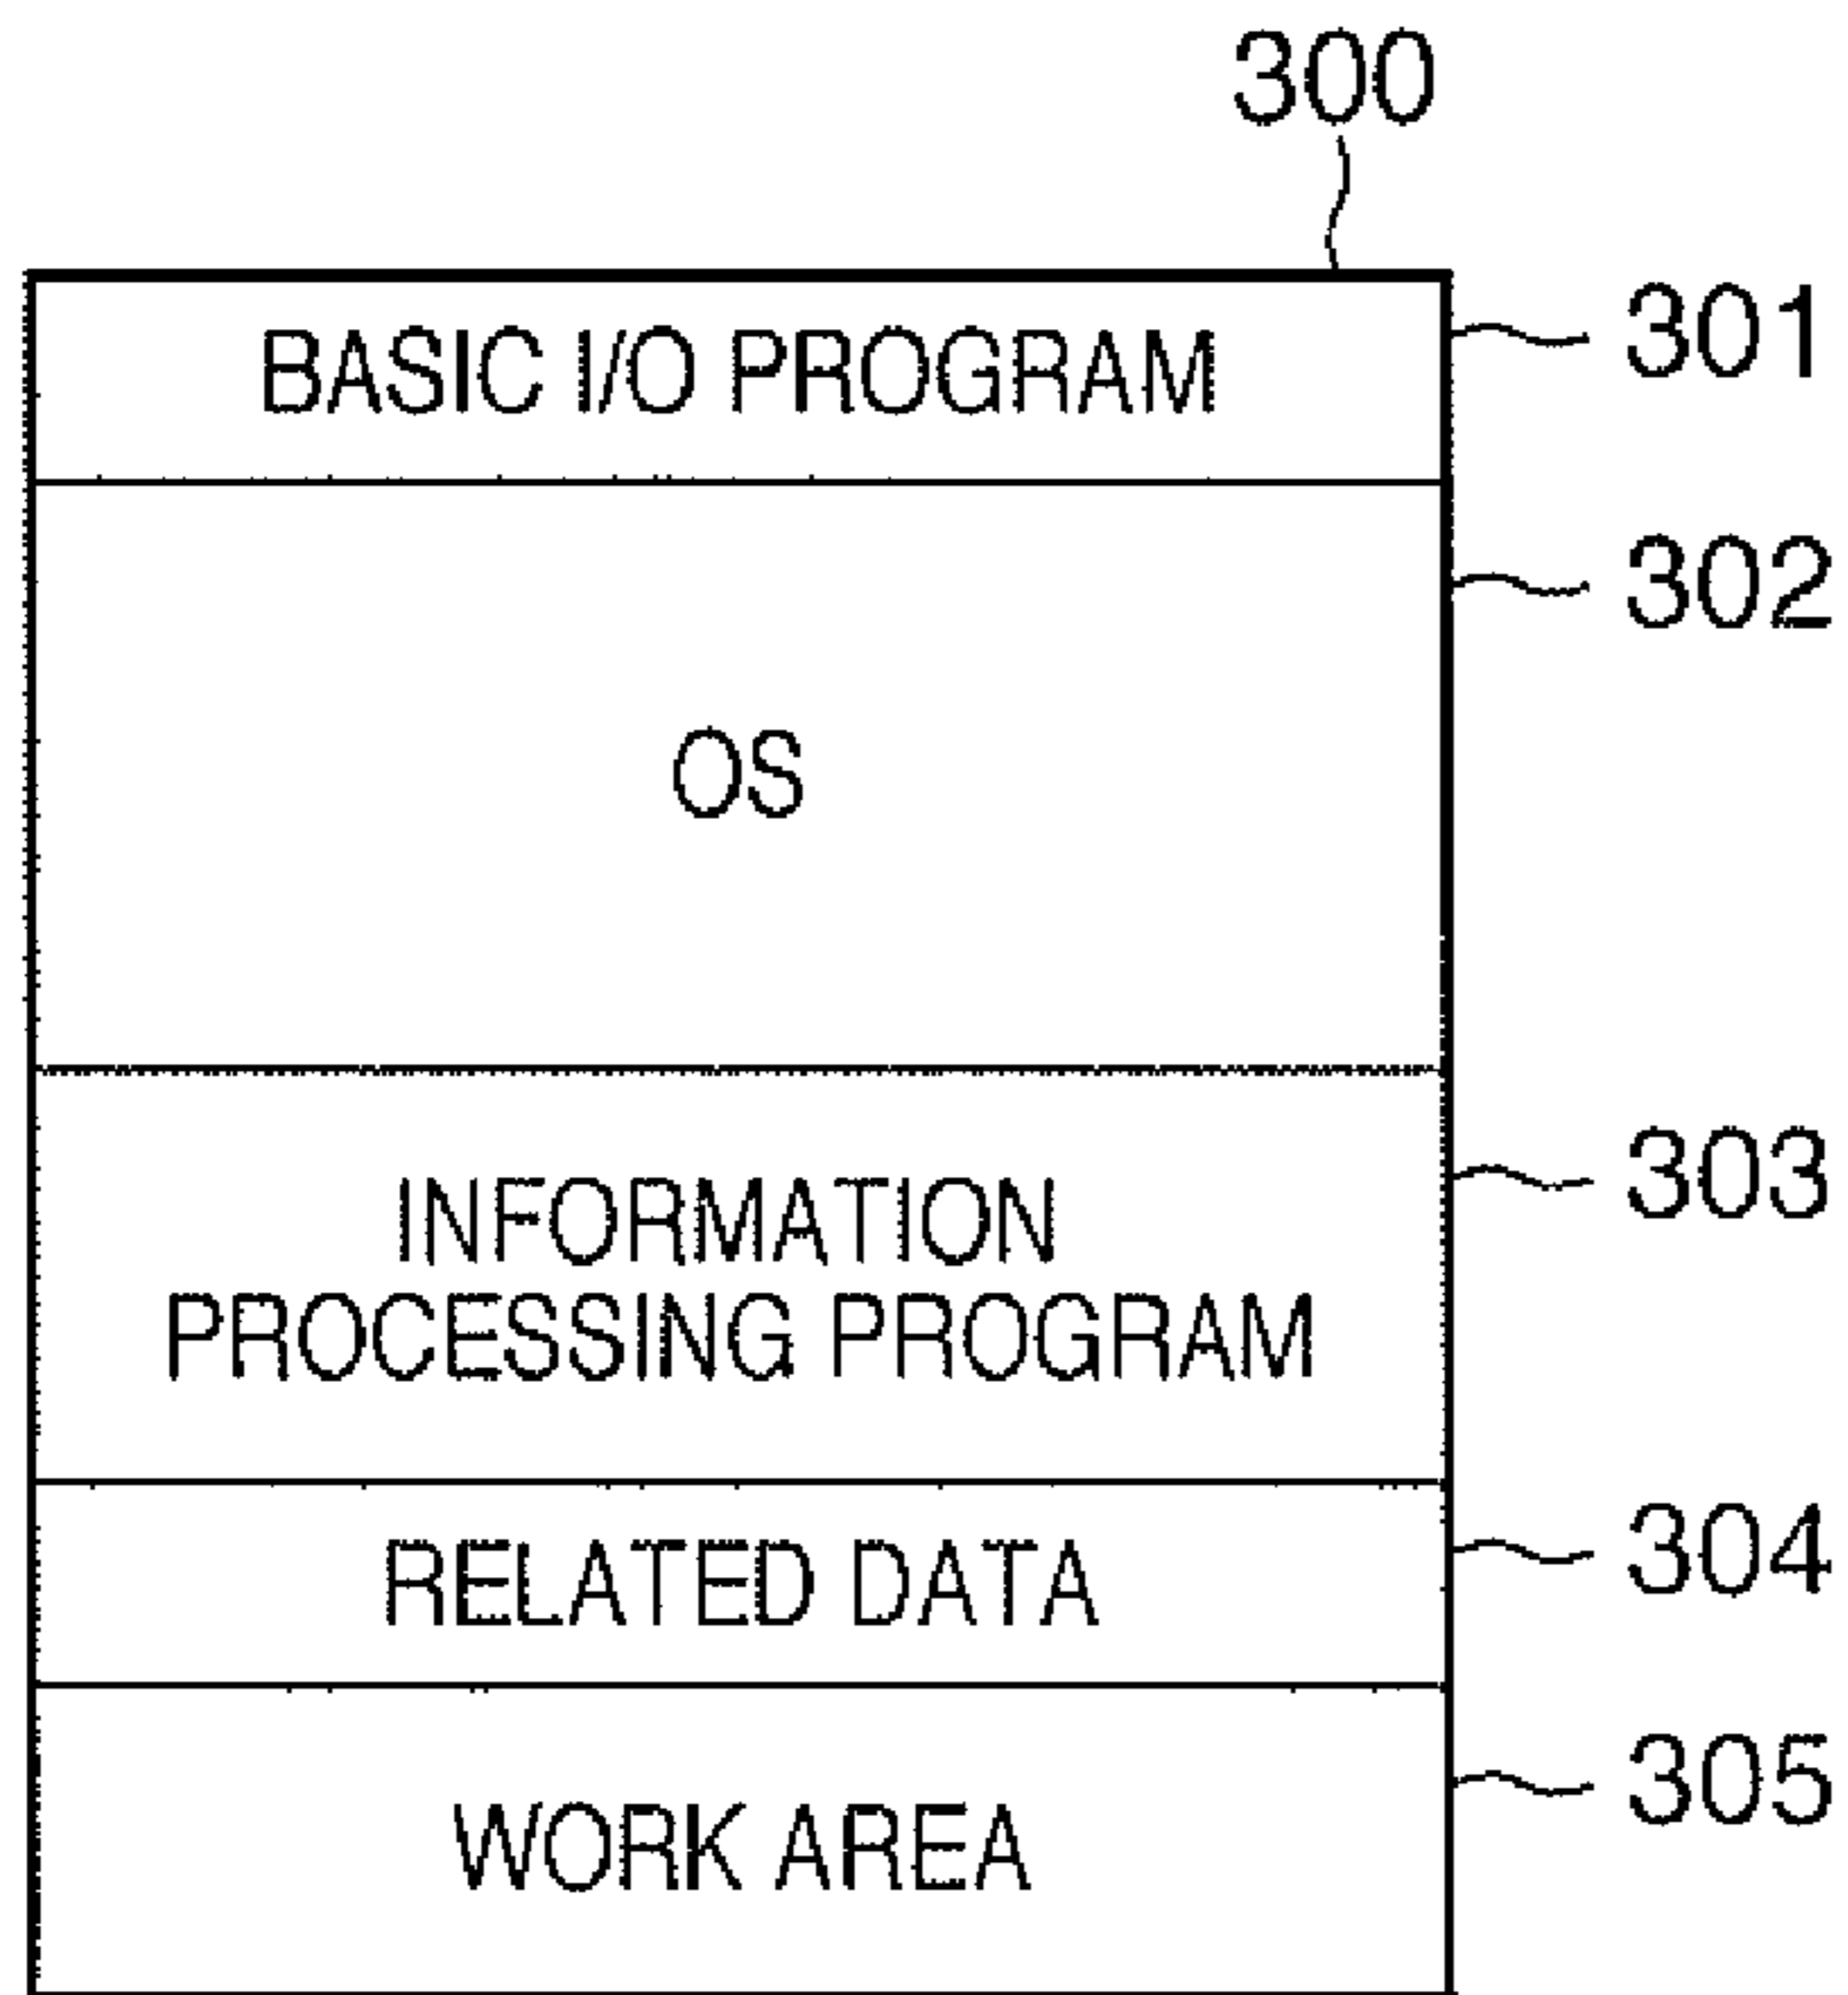 300
BASIC I/O PROGRAM 301
OS 302
INFORMATION 303
PROCESSING PROGRAM
RELATED DATA 304
WORK AREA 305